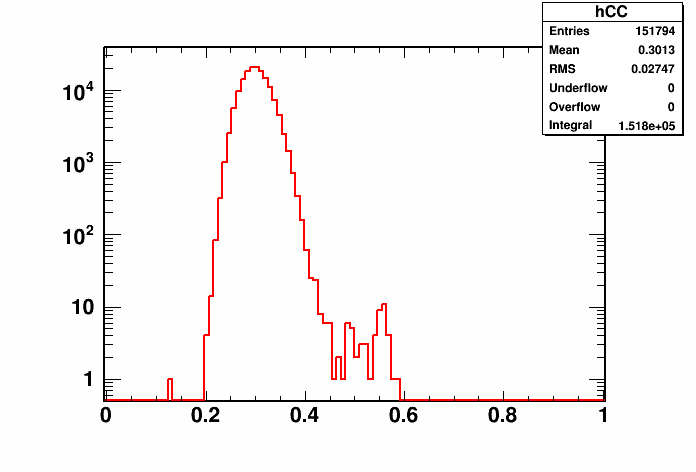 hCC
Entries 151794
Mean 0.3013
RMS 0.02747
Underflow 0
Overflow 0
Integral 1.518e+05
10⁴
10³
10²
10
1
0 0.2 0.4 0.6 0.8 1